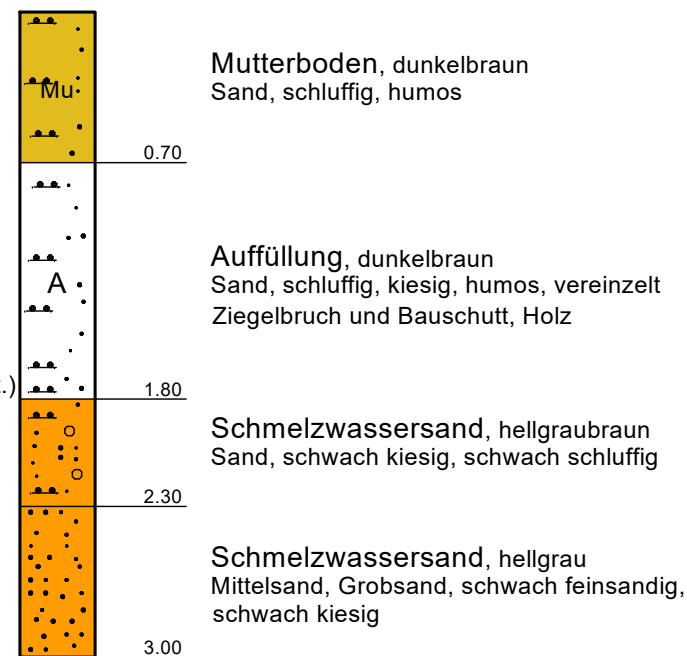 Mutterboden, dunkelbraun
Sand, schluffig, humos
Mu
0.70
Auffüllung, dunkelbraun
Sand, schluffig, kiesig, humos, vereinzelt
Ziegelbruch und Bauschutt, Holz
A
.)
1.80
Schmelzwassersand, hellgraubraun
Sand, schwach kiesig, schwach schluffig
2.30
Schmelzwassersand, hellgrau
Mittelsand, Grobsand, schwach feinsandig,
schwach kiesig
3.00